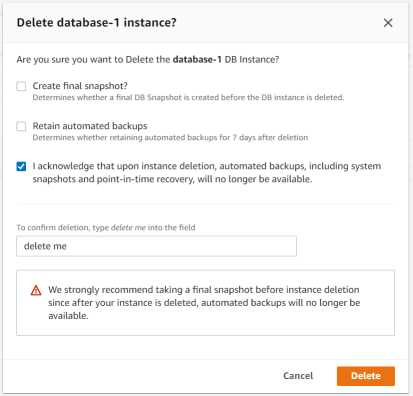 Delete database-1 instance?
Are you sure you want to Delete the database-1 DB Instance?
Create final snapshot?
Determines whether a final DB Snapshot is created before the DB instance is deleted.
Retain automated backups
Determines whether retaining automated backups for 7 days after deletion
I acknowledge that upon instance deletion, automated backups, including system
snapshots and point-in-time recovery, will no longer be available.
To confirm deletion, type delete me into the field
delete me
We strongly recommend taking a final snapshot before instance deletion
since after your instance is deleted, automated backups will no longer be
available.
Cancel
Delete